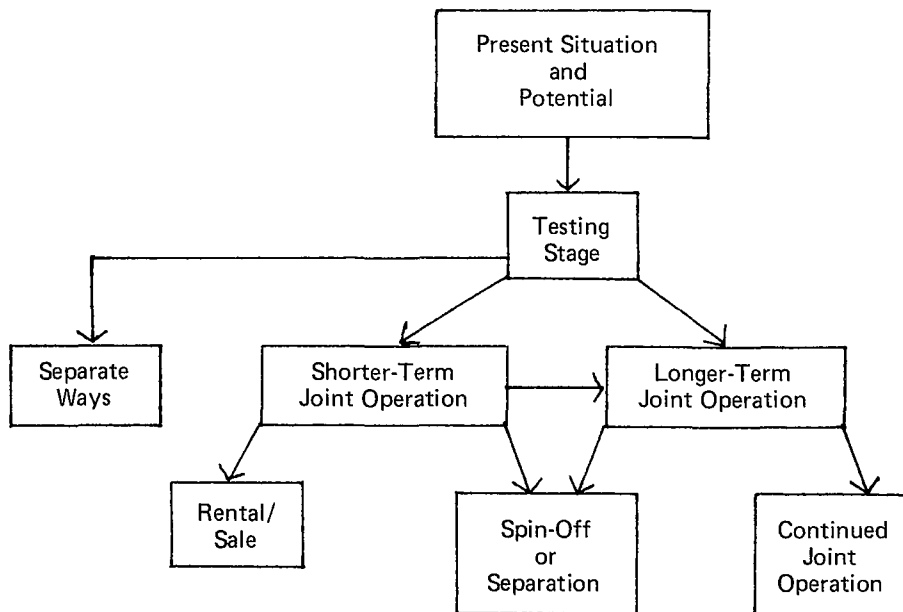 Present Situation
and
Potential
Testing
Stage
Separate
Ways
Shorter-Term
Joint Operation
Longer-Term
Joint Operation
Rental/
Sale
Spin-Off
or
Separation
Continued
Joint
Operation